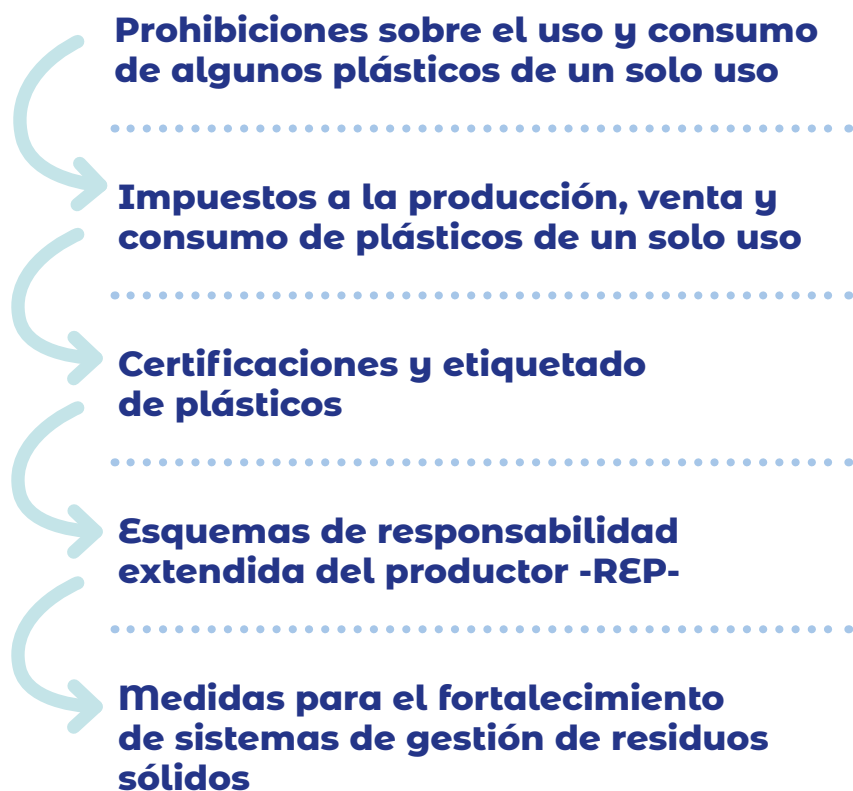 Prohibiciones sobre el uso y consumo
de algunos plásticos de un solo uso
Impuestos a la producción, venta y
consumo de plásticos de un solo uso
Certificaciones y etiquetado
de plásticos
Esquemas de responsabilidad
extendida del productor -REP-
Medidas para el fortalecimiento
de sistemas de gestión de residuos
sólidos